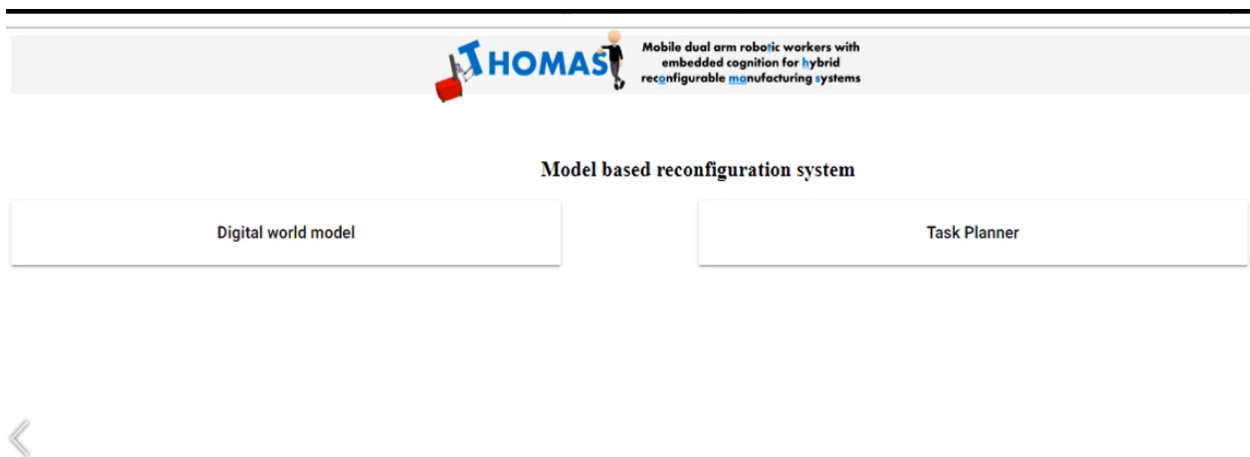 THOMAS
Mobile dual arm robotic workers with
embedded cognition for hybrid
reconfigurable manufacturing systems
Model based reconfiguration system
Digital world model
Task Planner